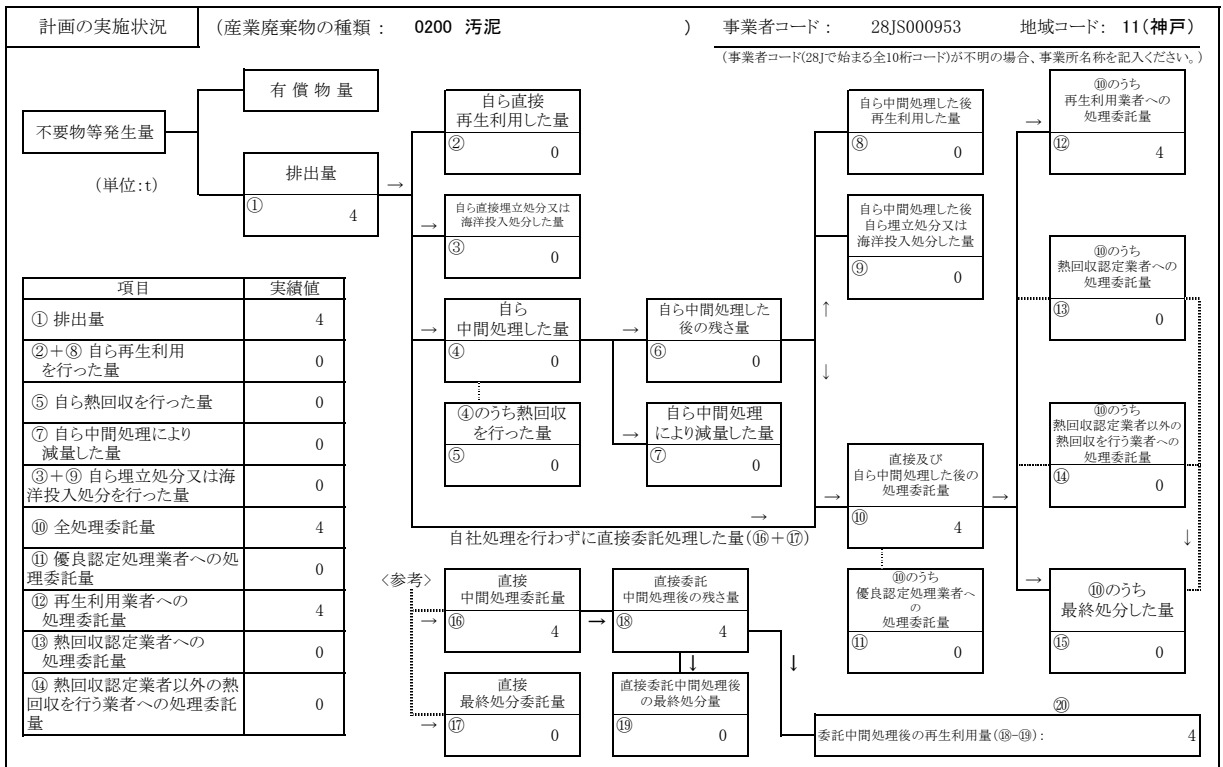 計画の実施状況
(産業廃棄物の種類 : 0200 汚泥 )
事業者コード : 28JS000953
地域コード: 11(神戸)
(事業者コード(28Jで始まる全10桁コード)が不明の場合、事業所名称を記入ください。)
不要物等発生量
(単位:t)
有償物量
排出量
①
4
→
自ら直接
再生利用した量
②
0
→
自ら直接埋立処分又は
海洋投入処分した量
③
0
→
自ら
中間処理した量
④
0
④のうち熱回収
を行った量
⑤
0
→
自ら中間処理した
後の残さ量
⑥
0
→
自ら中間処理
により減量した量
⑦
0
自ら中間処理した後
再生利用した量
⑧
0
自ら中間処理した後
自ら埋立処分又は
海洋投入処分した量
⑨
0
↑
↓
→
直接及び
自ら中間処理した後の
処理委託量
⑩
4
→
⑩のうち
優良認定処理業者へ
の
処理委託量
⑪
0
→
⑩のうち
再生利用業者への
処理委託量
⑫
4
⑩のうち
熱回収認定業者への
処理委託量
⑬
0
⑩のうち
熱回収認定業者以外の
熱回収を行う業者への
処理委託量
⑭
0
↓
→
⑩のうち
最終処分した量
⑮
0
→
自社処理を行わずに直接委託処理した量(⑯+⑰)
〈参考〉
→
直接
中間処理委託量
⑯
4
→
直接委託
中間処理後の残さ量
⑱
4
↓
↓
→
直接
最終処分委託量
⑰
0
直接委託中間処理後
の最終処分量
⑲
0
⑳
→
委託中間処理後の再生利用量(⑱-⑲) : 4
項目 実績値
① 排出量 4
②+⑧ 自ら再生利用
を行った量 0
⑤ 自ら熱回収を行った量 0
⑦ 自ら中間処理により
減量した量 0
③+⑨ 自ら埋立処分又は海
洋投入処分を行った量 0
⑩ 全処理委託量 4
⑪ 優良認定処理業者への処
理委託量 0
⑫ 再生利用業者への
処理委託量 4
⑬ 熱回収認定業者への
処理委託量 0
⑭ 熱回収認定業者以外の熱
回収を行う業者への処理委託
量 0